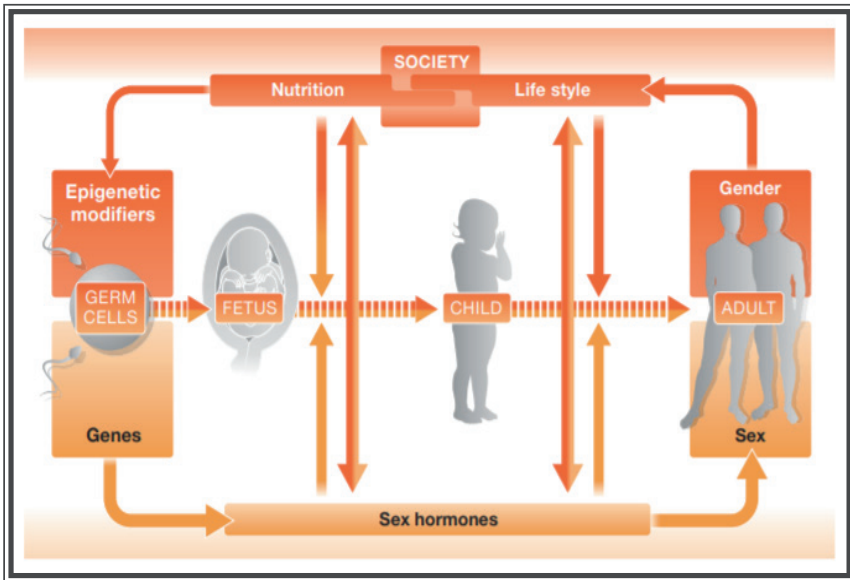 SOCIETY
Nutrition
Life style
Epigenetic
modifiers
Gender
GERM
CELLS
FETUS
CHILD
ADULT
Genes
Sex
Sex hormones